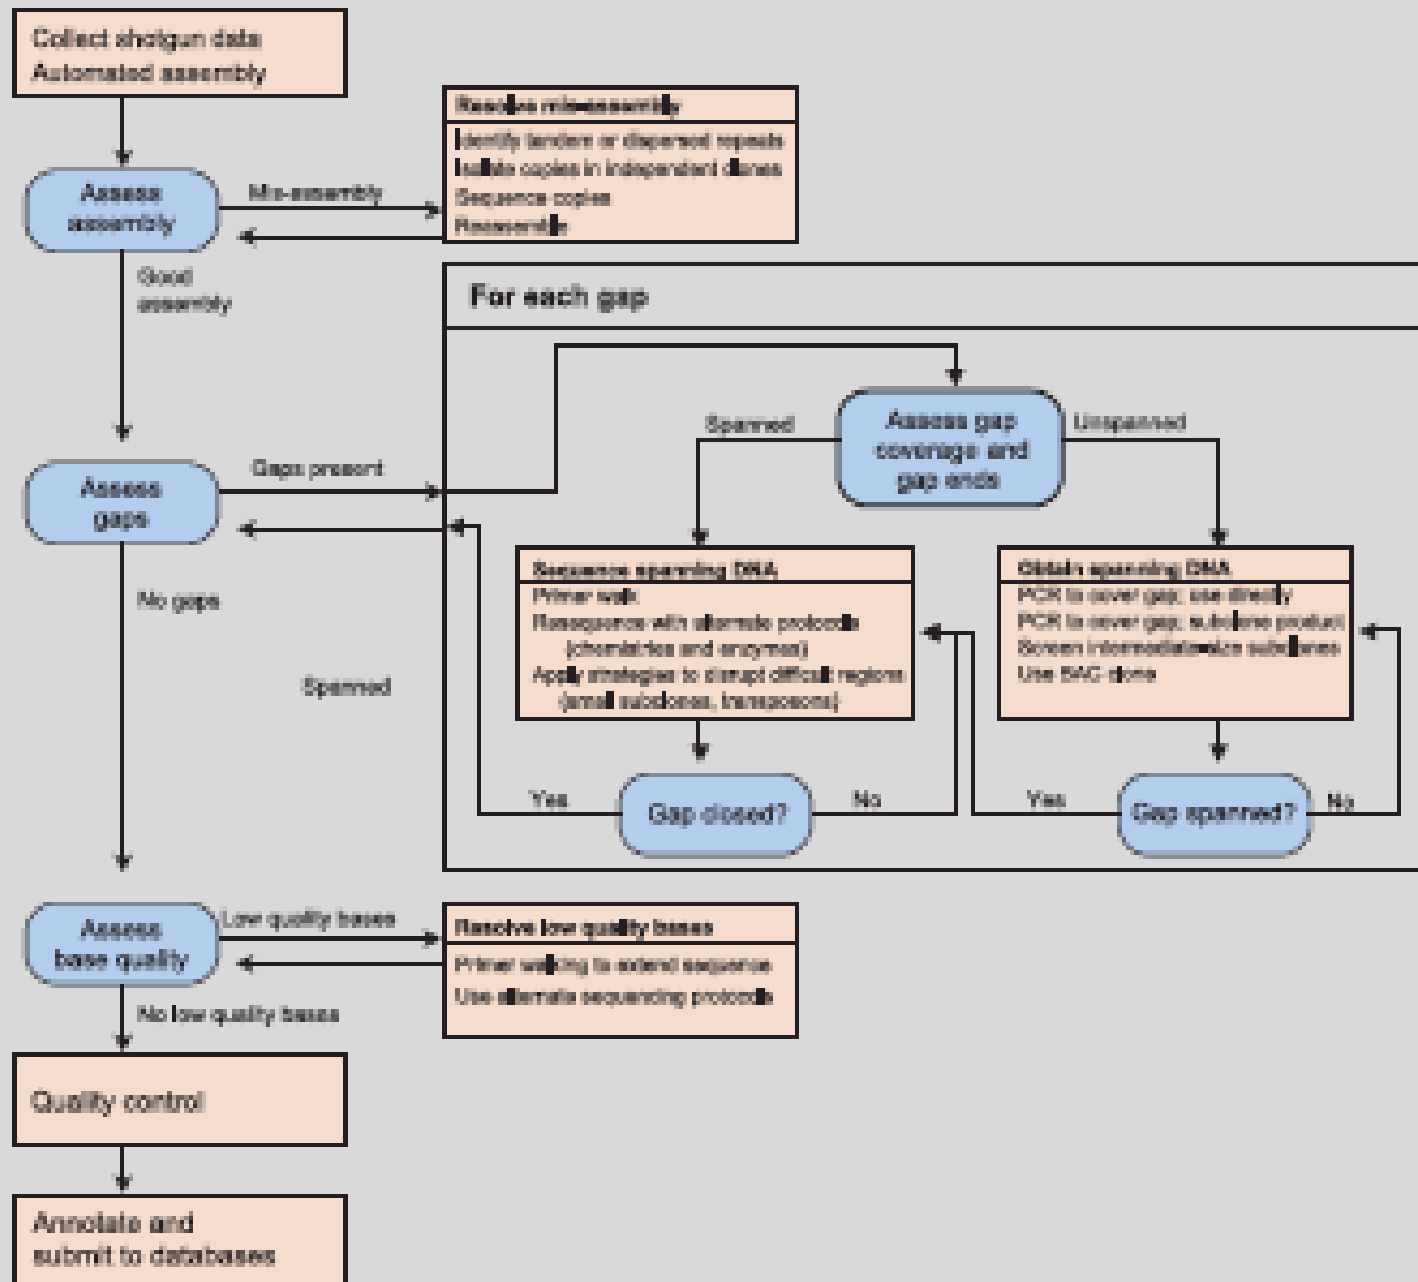 Collect shotgun data
Automated assembly
Resolve mis-assembly
Identify tandem or dispersed repeats
Isolate copies in independent clones
Sequence copies
Reassemble
Assess
assembly
Mis-assembly
Good
assembly
For each gap
Assess gap
coverage and
gap ends
Spanned
Unspanned
Assess
gaps
Gaps present
No gaps
Spanned
Sequence spanning DNA
Primer walk
Resequence with alternate protocols
(chemistries and enzymes)
Apply strategies to disrupt difficult regions
(small subclones, transposons)
Obtain spanning DNA
PCR to cover gap; use directly
PCR to cover gap; subclone product
Screen intermediate-size subclones
Use BAC clone
Yes
Gap closed?
No
Yes
Gap spanned?
No
Assess
base quality
Low quality bases
Resolve low quality bases
Primer walking to extend sequence
Use alternate sequencing protocols
No low quality bases
Quality control
Annotate and
submit to databases